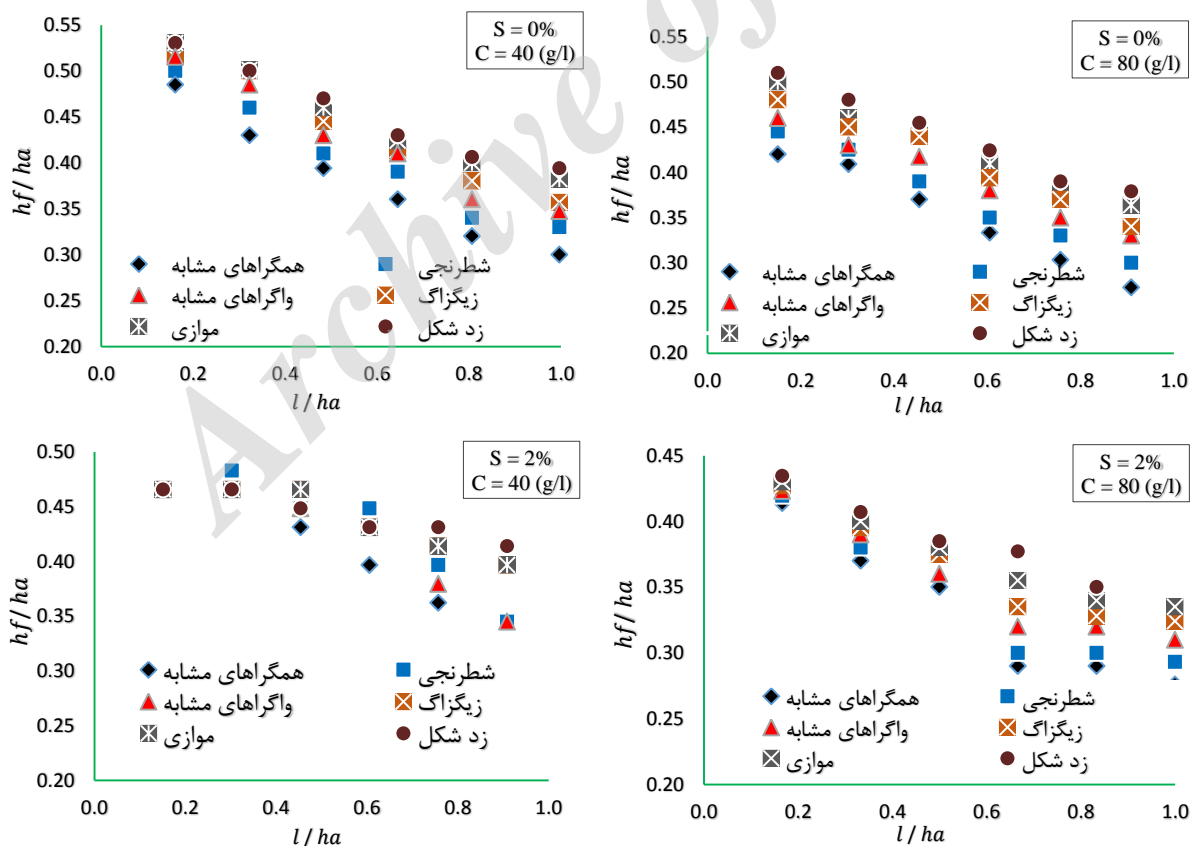 S = 0%
C = 40 (g/l)
hf / ha
0.55
0.50
0.45
0.40
0.35
0.30
0.25
0.20
همگراهای مشابه
شطرنجی
واگراهای مشابه
زیگزاگ
موازی
زد شکل
0.0 0.2 0.4 0.6 0.8 1.0
l / ha
S = 0%
C = 80 (g/l)
hf / ha
0.55
0.50
0.45
0.40
0.35
0.30
0.25
0.20
همگراهای مشابه
شطرنجی
واگراهای مشابه
زیگزاگ
موازی
زد شکل
0.0 0.2 0.4 0.6 0.8 1.0
l / ha
S = 2%
C = 40 (g/l)
hf / ha
0.50
0.45
0.40
0.35
0.30
0.25
0.20
همگراهای مشابه
شطرنجی
واگراهای مشابه
زیگزاگ
موازی
زد شکل
0.0 0.2 0.4 0.6 0.8 1.0
l / ha
S = 2%
C = 80 (g/l)
hf / ha
0.45
0.40
0.35
0.30
0.25
0.20
همگراهای مشابه
شطرنجی
واگراهای مشابه
زیگزاگ
موازی
زد شکل
0.0 0.2 0.4 0.6 0.8 1.0
l / ha
Archive of